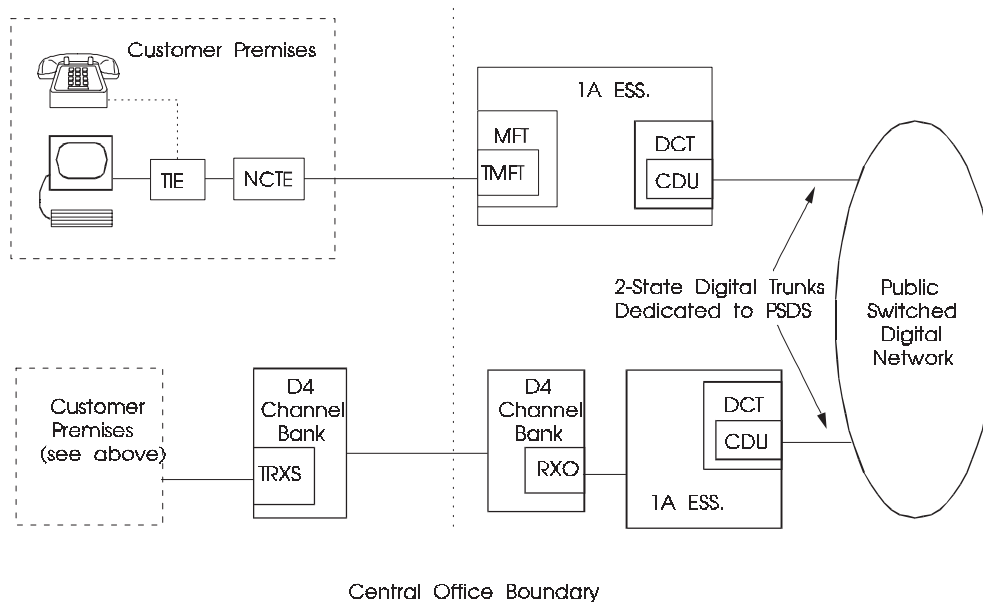 Customer Premises
TIE
NCTE
1A ESS.
MFT
TMFT
DCT
CDU
2-State Digital Trunks
Dedicated to PSDS
Public
Switched
Digital
Network
Customer
Premises
(see above)
D4
Channel
Bank
TRXS
D4
Channel
Bank
RXO
DCT
CDU
1A ESS.
Central Office Boundary